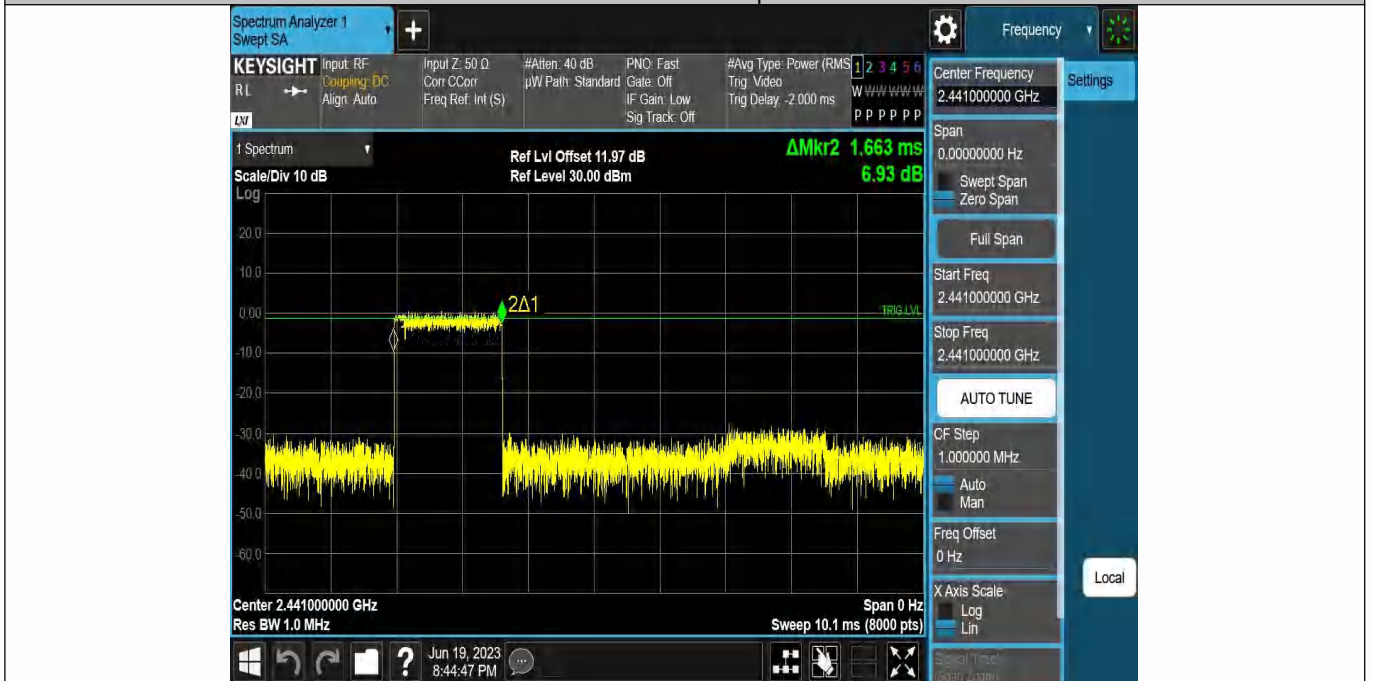 Spectrum Analyzer 1
Swept SA
+
Frequency
KEYSIGHT
RL
LXI
Input: RF
Coupling: DC
Align: Auto
Input Z: 50 Ω
Corr CCorr
Freq Ref: Int (S)
#Atten: 40 dB
µW Path: Standard
PNO: Fast
Gate: Off
IF Gain: Low
Sig Track: Off
#Avg Type: Power (RMS
Trig: Video
Trig Delay: -2.000 ms
1 2 3 4 5 6
W W W W W W
P P P P P P
Center Frequency
2.441000000 GHz
Settings
1 Spectrum
Scale/Div 10 dB
Log
Ref Lvl Offset 11.97 dB
Ref Level 30.00 dBm
ΔMkr2 1.663 ms
6.93 dB
Span
0.00000000 Hz
Swept Span
Zero Span
Full Span
Start Freq
2.441000000 GHz
Stop Freq
2.441000000 GHz
AUTO TUNE
CF Step
1.000000 MHz
Auto
Man
Freq Offset
0 Hz
X Axis Scale
Log
Lin
Local
20.0
10.0
0.00
-10.0
-20.0
-30.0
-40.0
-50.0
-60.0
2Δ1
1
TRIG LVL
Center 2.441000000 GHz
Res BW 1.0 MHz
Span 0 Hz
Sweep 10.1 ms (8000 pts)
?
Jun 19, 2023
8:44:47 PM
Signal Track
(Span Zoom)